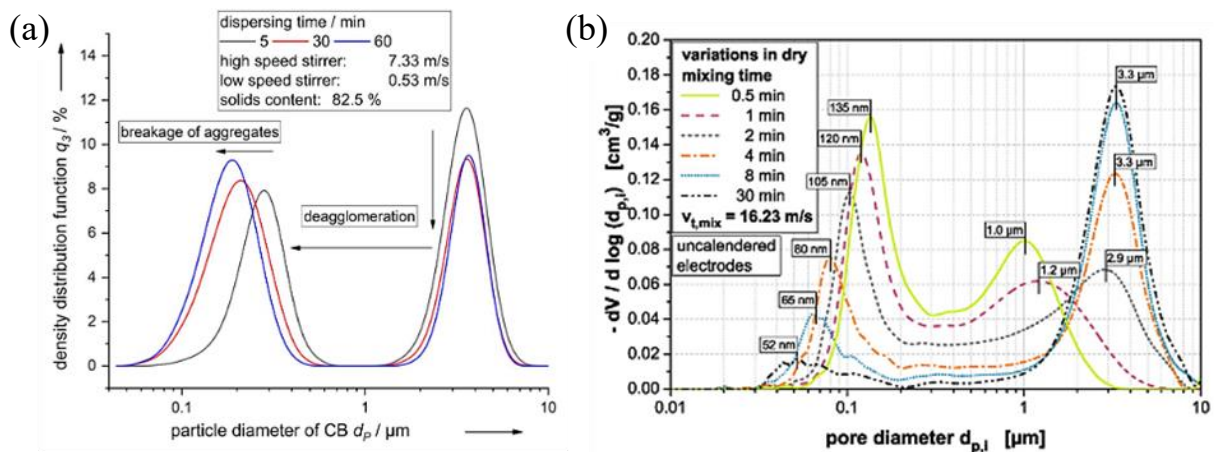 (a)
dispersing time / min
5 30 60
high speed stirrer: 7.33 m/s
low speed stirrer: 0.53 m/s
solids content: 82.5 %
breakage of aggregates
deagglomeration
density distribution function q3 / %
14
12
10
8
6
4
2
0
0.1 1 10
particle diameter of CB dP / µm
(b)
variations in dry
mixing time
0.5 min
1 min
2 min
4 min
8 min
30 min
vt,mix = 16.23 m/s
uncalendered
electrodes
135 nm
120 nm
105 nm
80 nm
65 nm
52 nm
1.0 µm
1.2 µm
3.3 µm
3.3 µm
2.9 µm
- dV / d log (dp,i) [cm³/g]
0.20
0.18
0.16
0.14
0.12
0.10
0.08
0.06
0.04
0.02
0.00
0.01 0.1 1 10
pore diameter dp,i [µm]